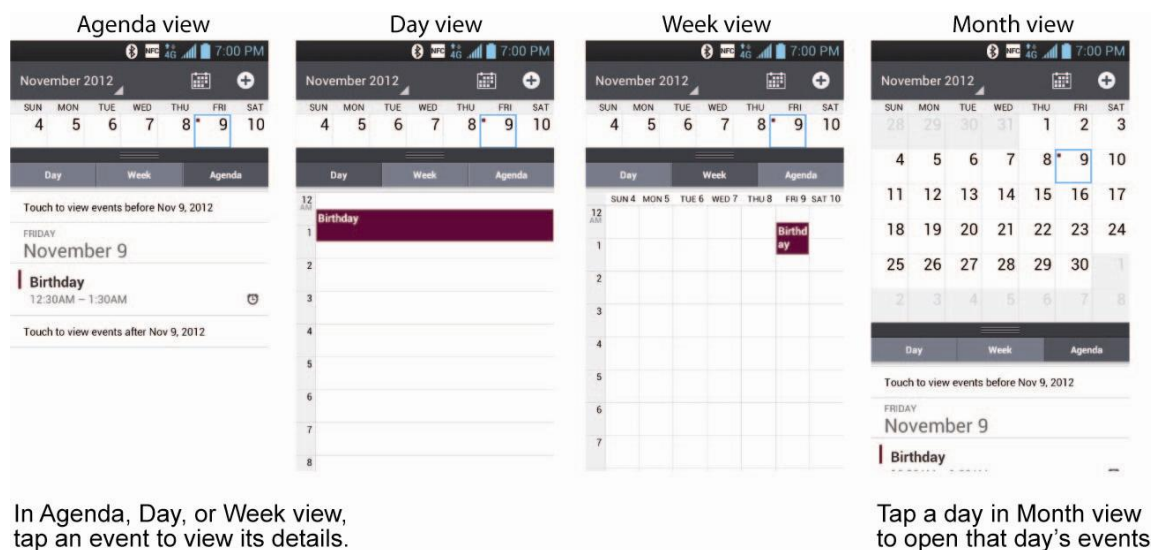 Agenda view
NFC 4G 7:00 PM
November 2012
SUN MON TUE WED THU FRI SAT
4 5 6 7 8 9 10
Day Week Agenda
Touch to view events before Nov 9, 2012
FRIDAY
November 9
Birthday
12:30AM – 1:30AM
Touch to view events after Nov 9, 2012
Day view
NFC 4G 7:00 PM
November 2012
SUN MON TUE WED THU FRI SAT
4 5 6 7 8 9 10
Day Week Agenda
12
AM
Birthday
1
2
3
4
5
6
7
8
Week view
NFC 4G 7:00 PM
November 2012
SUN MON TUE WED THU FRI SAT
4 5 6 7 8 9 10
Day Week Agenda
SUN 4 MON 5 TUE 6 WED 7 THU 8 FRI 9 SAT 10
12
AM
Birthd
ay
1
2
3
4
5
6
7
Month view
NFC 4G 7:00 PM
November 2012
SUN MON TUE WED THU FRI SAT
28 29 30 31 1 2 3
4 5 6 7 8 9 10
11 12 13 14 15 16 17
18 19 20 21 22 23 24
25 26 27 28 29 30 1
2 3 4 5 6 7 8
Day Week Agenda
Touch to view events before Nov 9, 2012
FRIDAY
November 9
Birthday
In Agenda, Day, or Week view,
tap an event to view its details.
Tap a day in Month view
to open that day's events